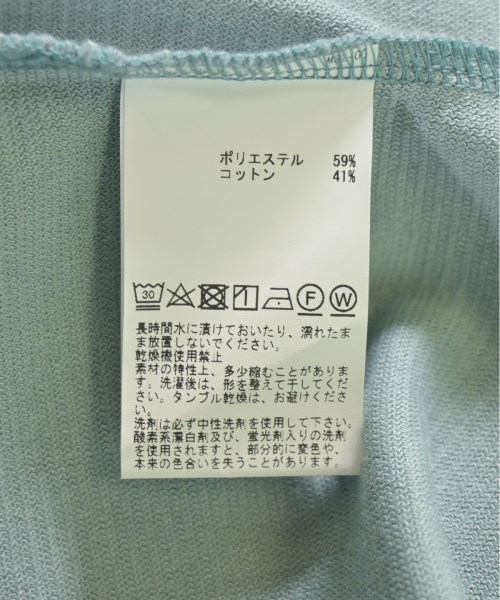 ポリエステル 59%
コットン 41%
30 F W
長時間水に漬けておいたり、濡れたま
ま放置しないでください。
乾燥機使用禁止
素材の特性上、多少縮むことがありま
す。洗濯後は、形を整えて干してくだ
さい。タンブル乾燥は、お避けくださ
い。
洗剤は必ず中性洗剤を使用して下さい。
酸素系漂白剤及び、蛍光剤入りの洗剤
を使用されますと、部分的に変色や、
本来の色合いを失うことがあります。